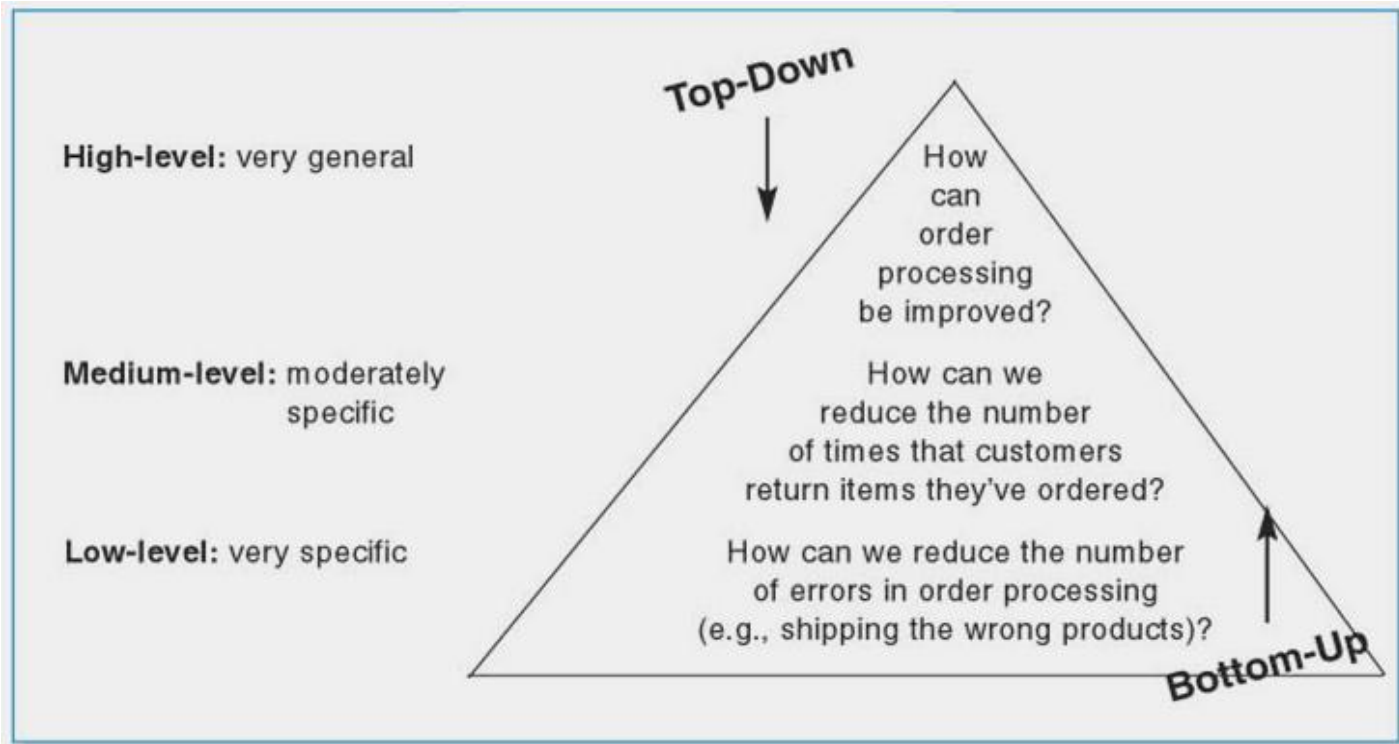 Top-Down
High-level: very general
How
can
order
processing
be improved?
Medium-level: moderately
specific
How can we
reduce the number
of times that customers
return items they've ordered?
Low-level: very specific
How can we reduce the number
of errors in order processing
(e.g., shipping the wrong products)?
Bottom-Up